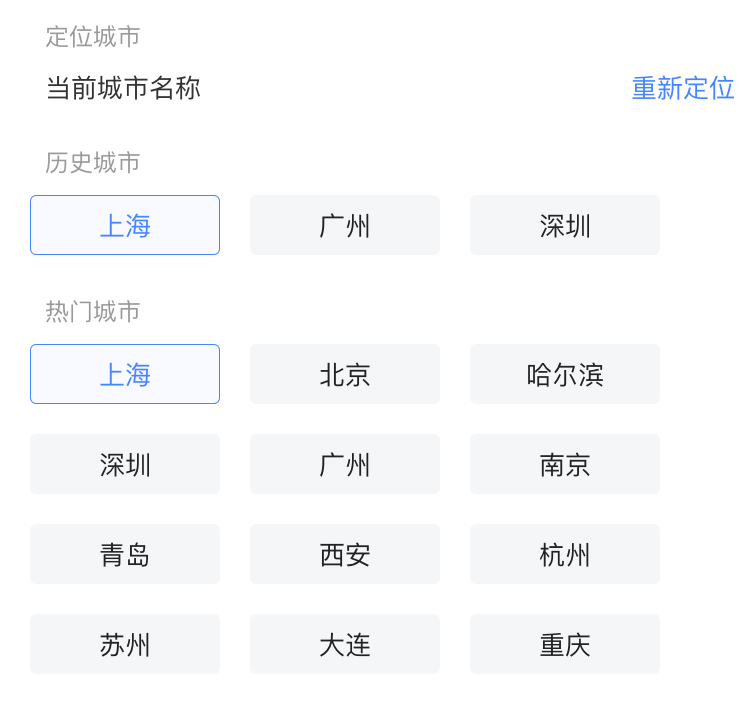 定位城市
当前城市名称 重新定位
历史城市
上海 广州 深圳
热门城市
上海 北京 哈尔滨
深圳 广州 南京
青岛 西安 杭州
苏州 大连 重庆